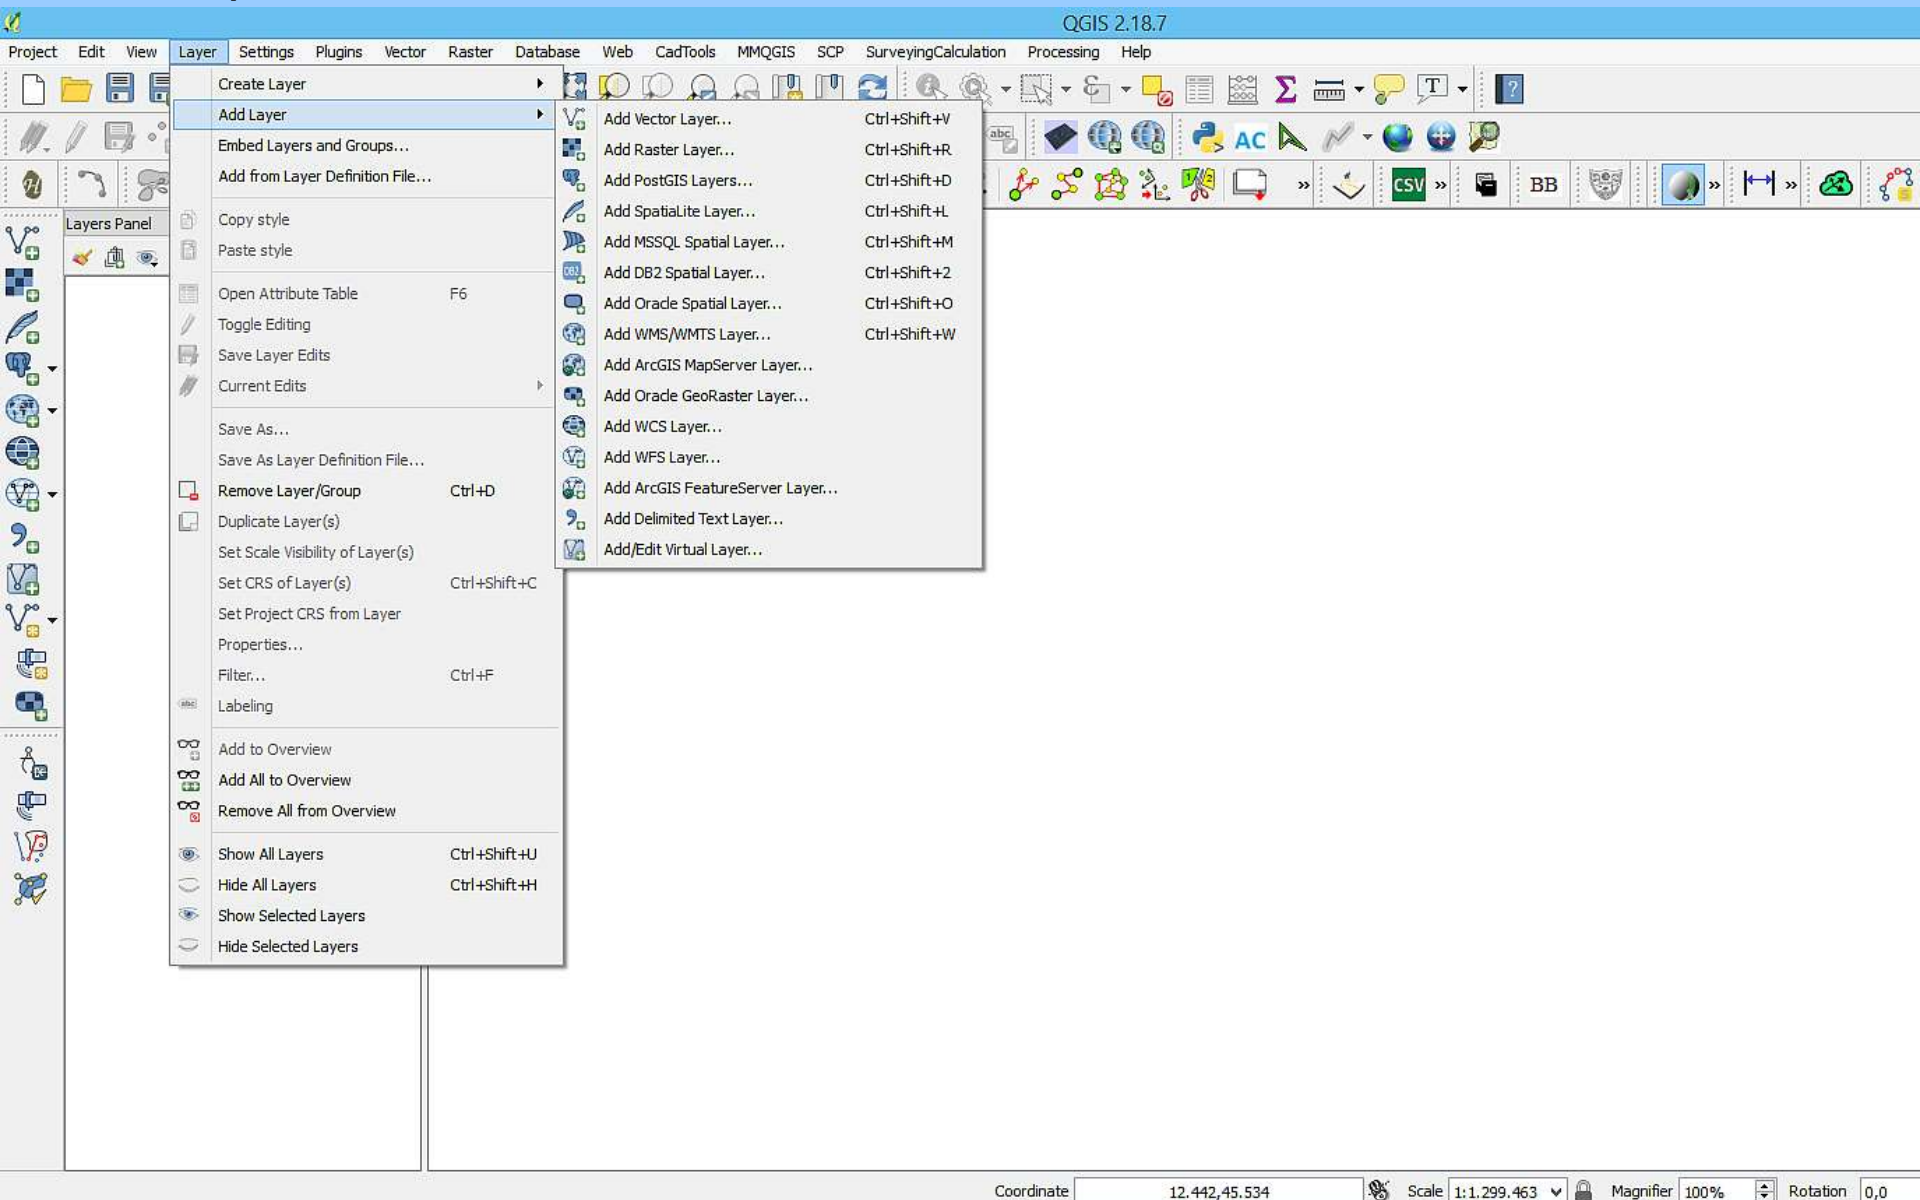 QGIS 2.18.7
Project Edit View Layer Settings Plugins Vector Raster Database Web CadTools MMQGIS SCP SurveyingCalculation Processing Help
Create Layer
Add Layer
Embed Layers and Groups...
Add from Layer Definition File...
Copy style
Paste style
Open Attribute Table F6
Toggle Editing
Save Layer Edits
Current Edits
Save As...
Save As Layer Definition File...
Remove Layer/Group Ctrl+D
Duplicate Layer(s)
Set Scale Visibility of Layer(s)
Set CRS of Layer(s) Ctrl+Shift+C
Set Project CRS from Layer
Properties...
Filter... Ctrl+F
abc Labeling
Add to Overview
Add All to Overview
Remove All from Overview
Show All Layers Ctrl+Shift+U
Hide All Layers Ctrl+Shift+H
Show Selected Layers
Hide Selected Layers
Add Vector Layer... Ctrl+Shift+V
Add Raster Layer... Ctrl+Shift+R
Add PostGIS Layers... Ctrl+Shift+D
Add SpatiaLite Layer... Ctrl+Shift+L
Add MSSQL Spatial Layer... Ctrl+Shift+M
DB2 Add DB2 Spatial Layer... Ctrl+Shift+2
Add Oracle Spatial Layer... Ctrl+Shift+O
Add WMS/WMTS Layer... Ctrl+Shift+W
Add ArcGIS MapServer Layer...
Add Oracle GeoRaster Layer...
Add WCS Layer...
Add WFS Layer...
Add ArcGIS FeatureServer Layer...
Add Delimited Text Layer...
Add/Edit Virtual Layer...
abc AC
CSV BB
Layers Panel
Coordinate 12.442,45.534 Scale 1:1.299.463 Magnifier 100% Rotation 0,0